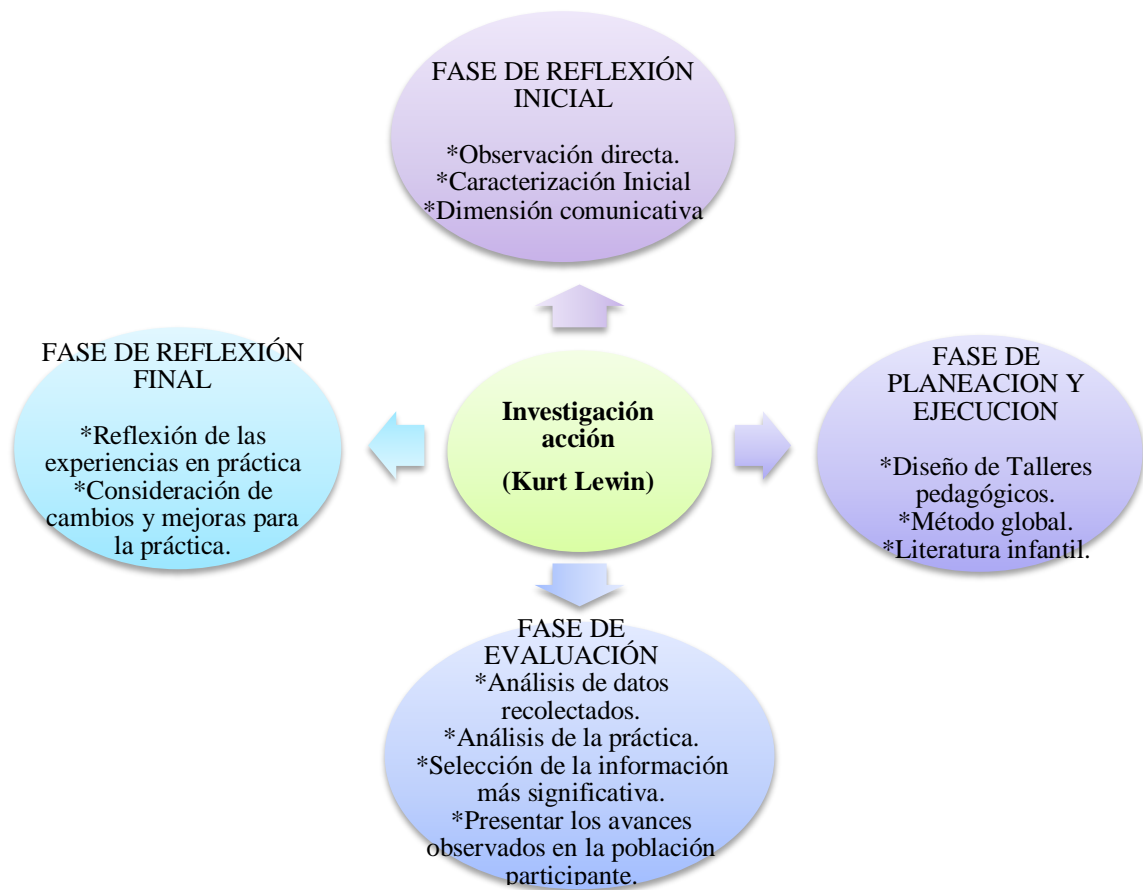 FASE DE REFLEXIÓN
INICIAL
*Observación directa.
*Caracterización Inicial
*Dimensión comunicativa
FASE DE REFLEXIÓN
FINAL
*Reflexión de las
experiencias en práctica
*Consideración de
cambios y mejoras para
la práctica.
Investigación
acción
(Kurt Lewin)
FASE DE
PLANEACION Y
EJECUCION
*Diseño de Talleres
pedagógicos.
*Método global.
*Literatura infantil.
FASE DE
EVALUACIÓN
*Análisis de datos
recolectados.
*Análisis de la práctica.
*Selección de la información
más significativa.
*Presentar los avances
observados en la población
participante.